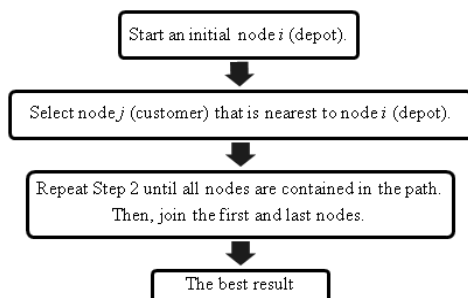 Start an initial node i (depot).
Select node j (customer) that is nearest to node i (depot).
Repeat Step 2 until all nodes are contained in the path.
Then, join the first and last nodes.
The best result